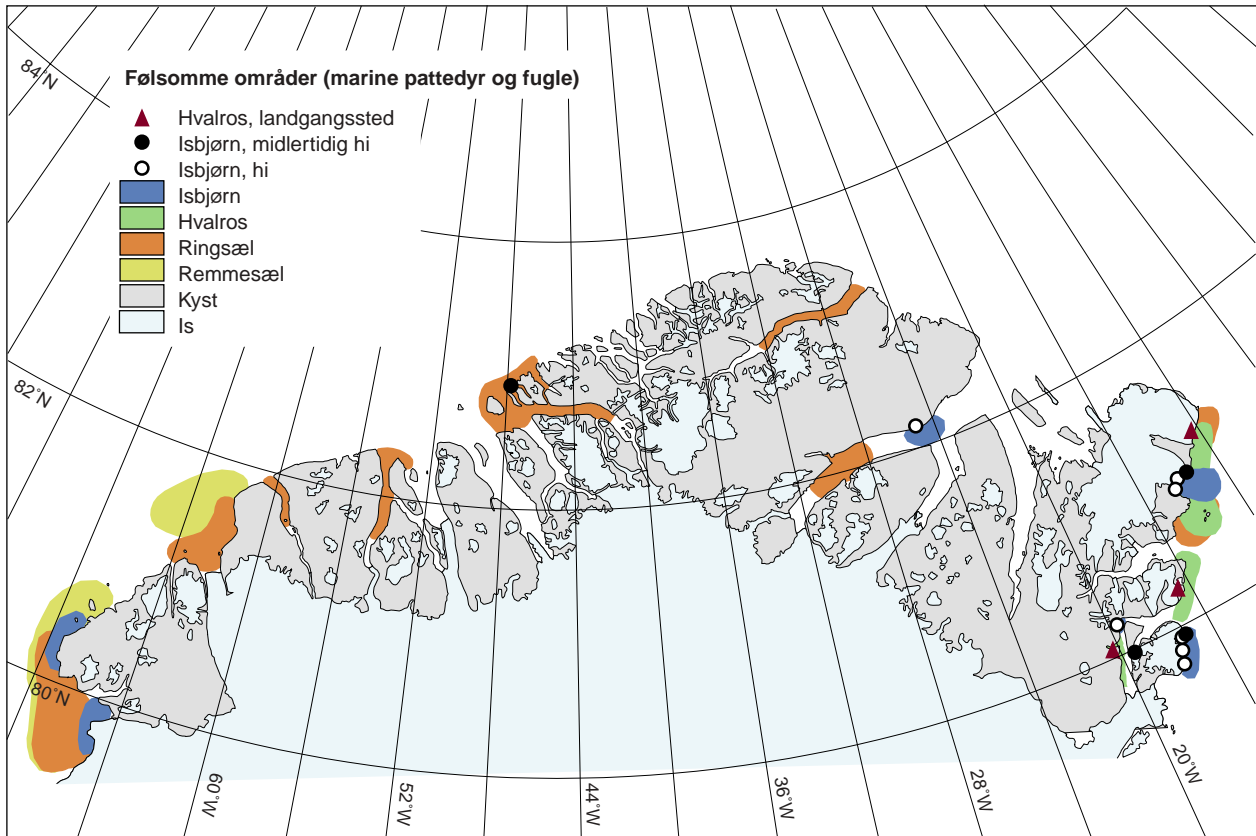 84°N
Følsomme områder (marine pattedyr og fugle)
Hvalros, landgangssted
Isbjørn, midlertidig hi
Isbjørn, hi
Isbjørn
Hvalros
Ringsæl
Remmesæl
Kyst
Is
82°N
80°N
60°W
52°W
44°W
36°W
28°W
20°W